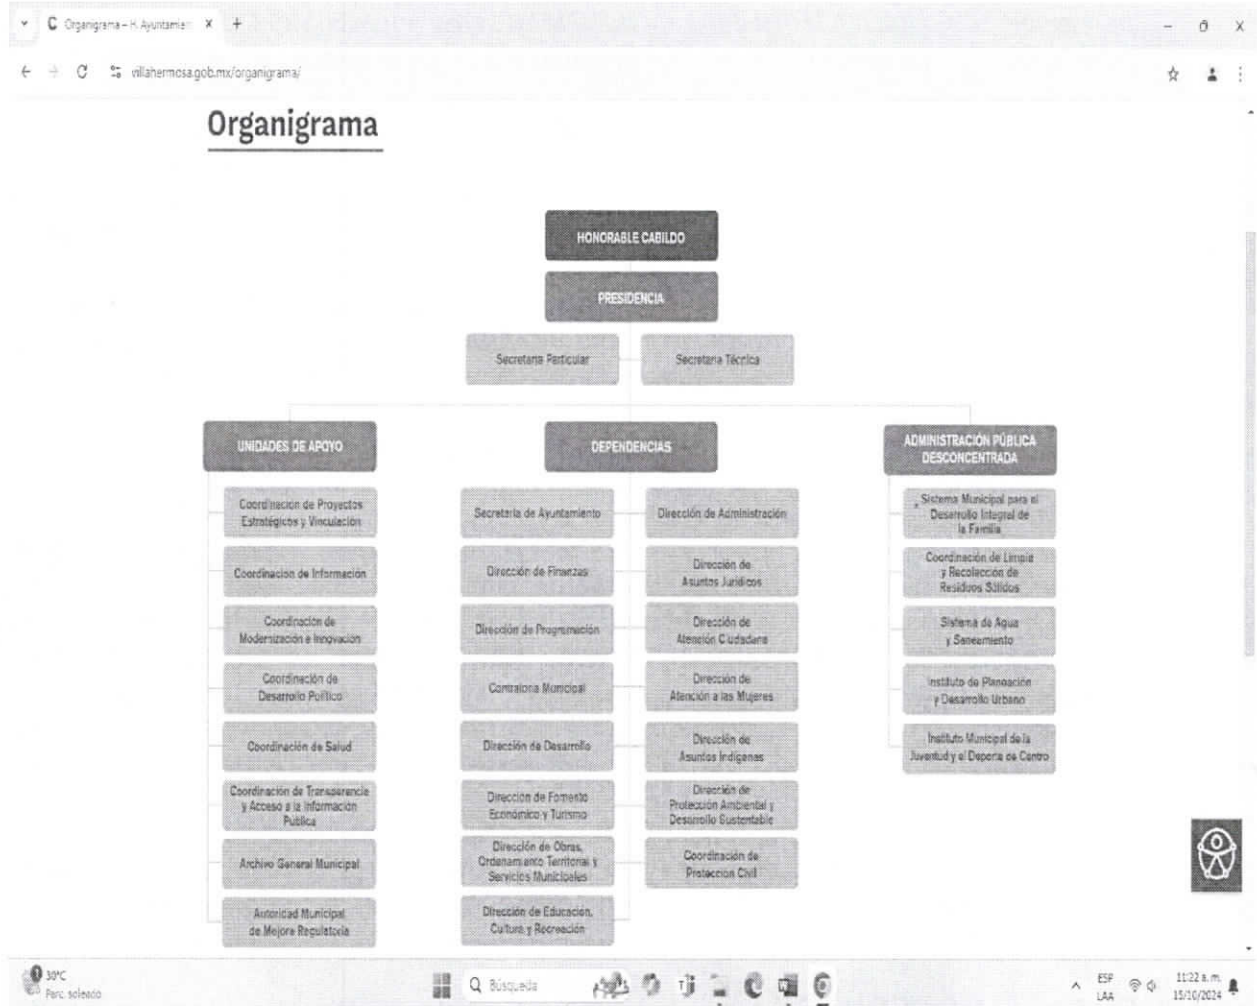 Organigrama – H. Ayuntamien
villahermosa.gob.mx/organigrama/
Organigrama
HONORABLE CABILDO
PRESIDENCIA
Secretaria Particular
Secretaria Técnica
UNIDADES DE APOYO
Coordinación de Proyectos
Estratégicos y Vinculación
Coordinación de Información
Coordinación de
Modernización e Innovación
Coordinación de
Desarrollo Político
Coordinación de Salud
Coordinación de Transparencia
y Acceso a la Información
Publica
Archivo General Municipal
Autoridad Municipal
de Mejora Regulatoria
DEPENDENCIAS
Secretaría de Ayuntamiento
Dirección de Finanzas
Dirección de Programación
Contraloria Municipal
Dirección de Desarrollo
Dirección de Fomento
Económico y Turismo
Dirección de Obras,
Ordenamiento Territorial y
Servicios Municipales
Dirección de Educación,
Cultura y Recreación
Dirección de Administración
Dirección de
Asuntos Jurídicos
Dirección de
Atención Ciudadana
Dirección de
Atención a las Mujeres
Dirección de
Asuntos Indígenas
Dirección de
Protección Ambiental y
Desarrollo Sustentable
Coordinación de
Protección Civil
ADMINISTRACIÓN PÚBLICA
DESCONCENTRADA
Sistema Municipal para el
Desarrollo Integral de
la Familia
Coordinación de Limpia
y Recolección de
Residuos Sólidos
Sistema de Agua
y Saneamiento
Instituto de Planeación
y Desarrollo Urbano
Instituto Municipal de la
Juventud y el Deporte de Centro
30°C
Parc. soleado
Búsqueda
ESP
LAA
11:22 a. m.
15/10/2024